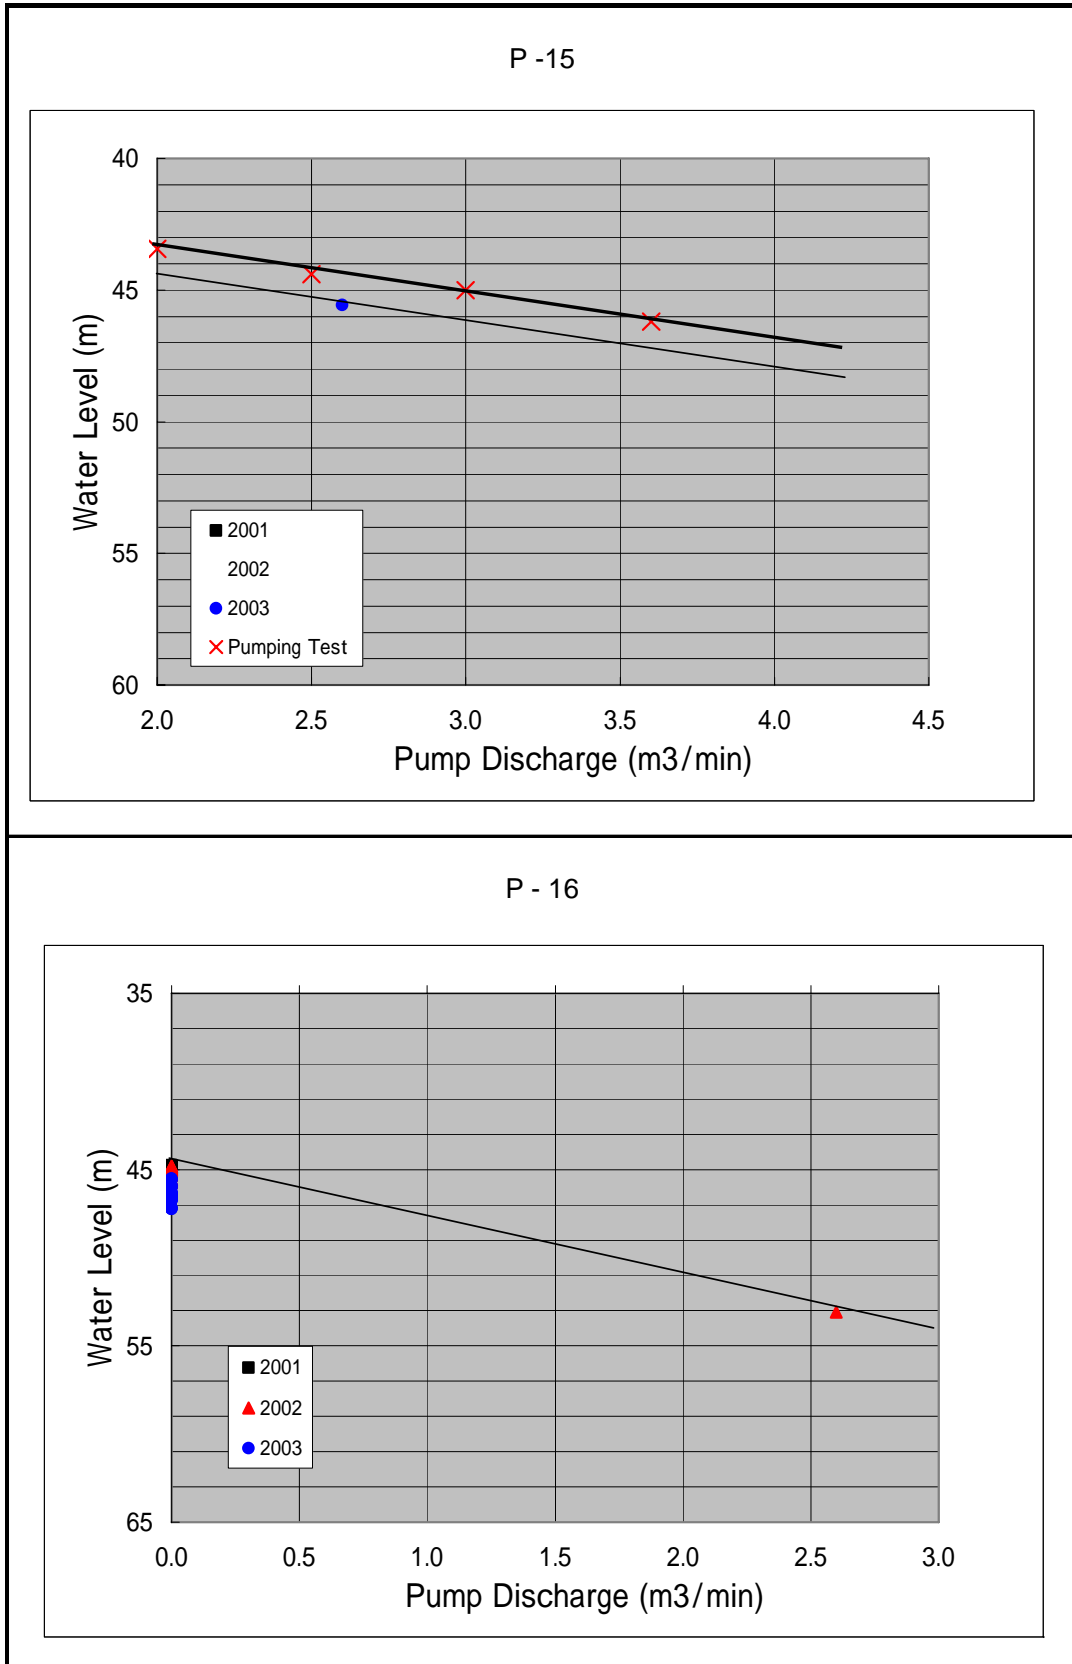 P -15
40
45
50
55
60
Water Level (m)
2001
2002
2003
Pumping Test
2.0 2.5 3.0 3.5 4.0 4.5
Pump Discharge (m3/min)
P - 16
35
45
55
65
Water Level (m)
2001
2002
2003
0.0 0.5 1.0 1.5 2.0 2.5 3.0
Pump Discharge (m3/min)